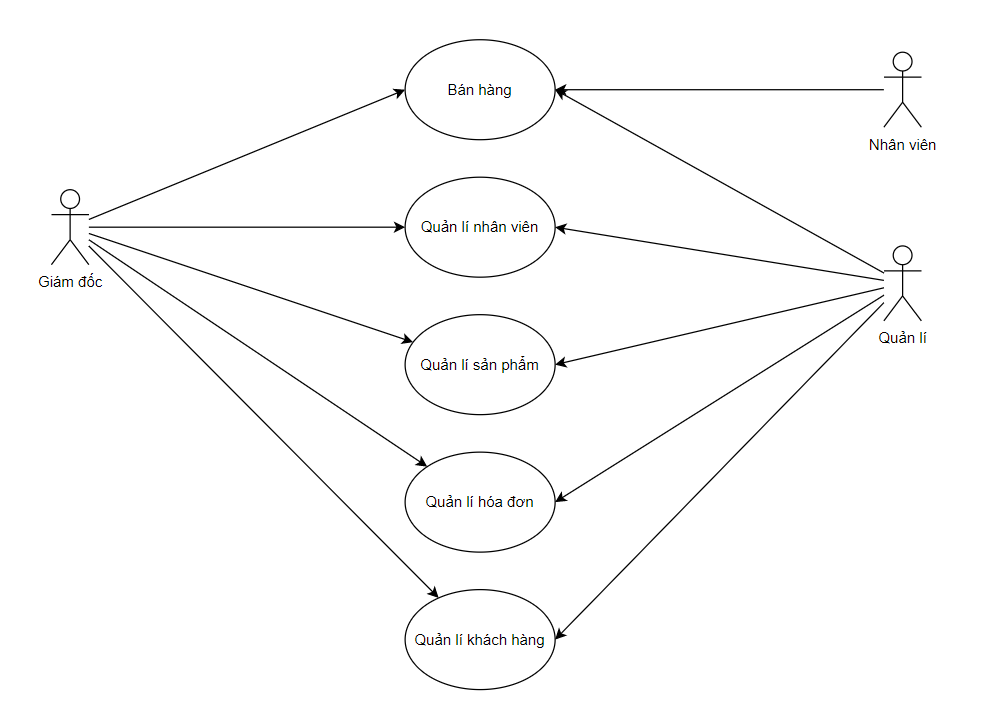 Bán hàng
Nhân viên
Quản lí nhân viên
Giám đốc
Quản lí
Quản lí sản phẩm
Quản lí hóa đơn
Quản lí khách hàng